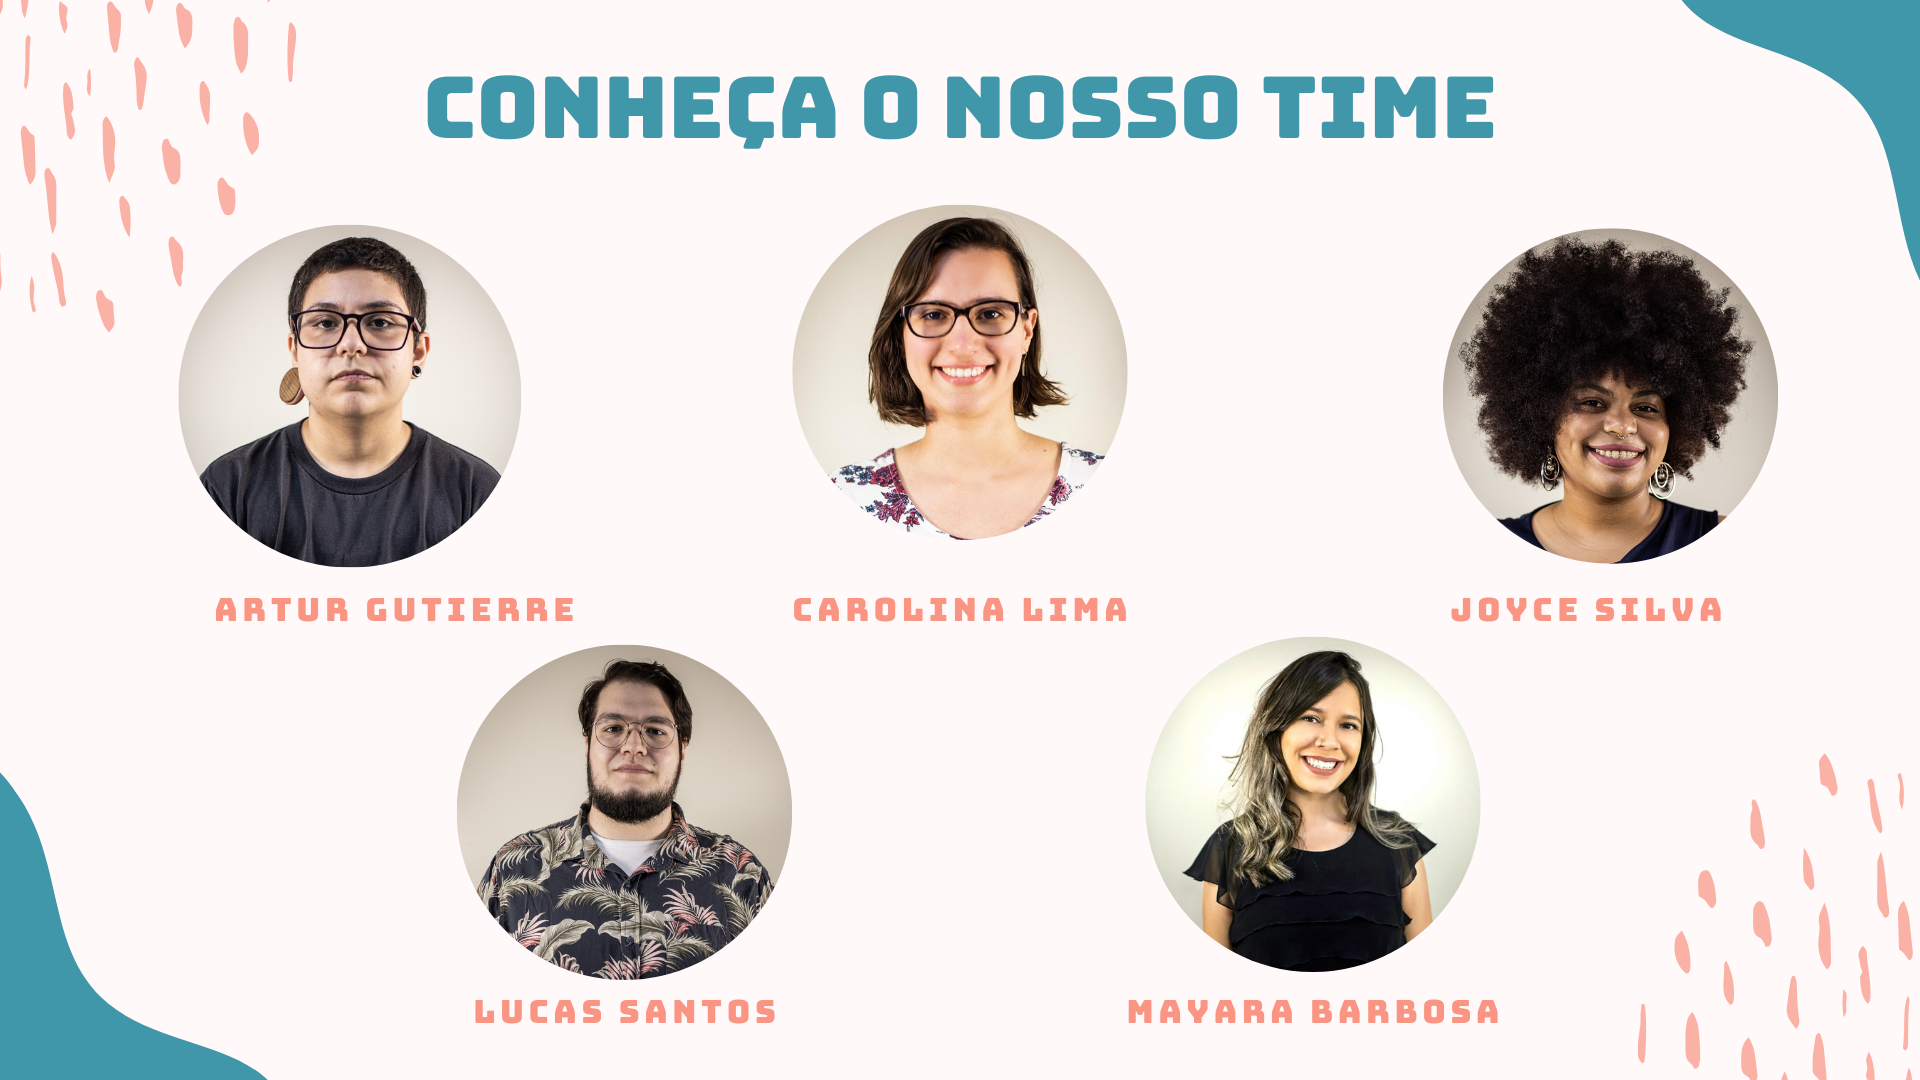 CONHEÇA O NOSSO TIME
ARTUR GUTIERRE
CAROLINA LIMA
JOYCE SILVA
LUCAS SANTOS
MAYARA BARBOSA